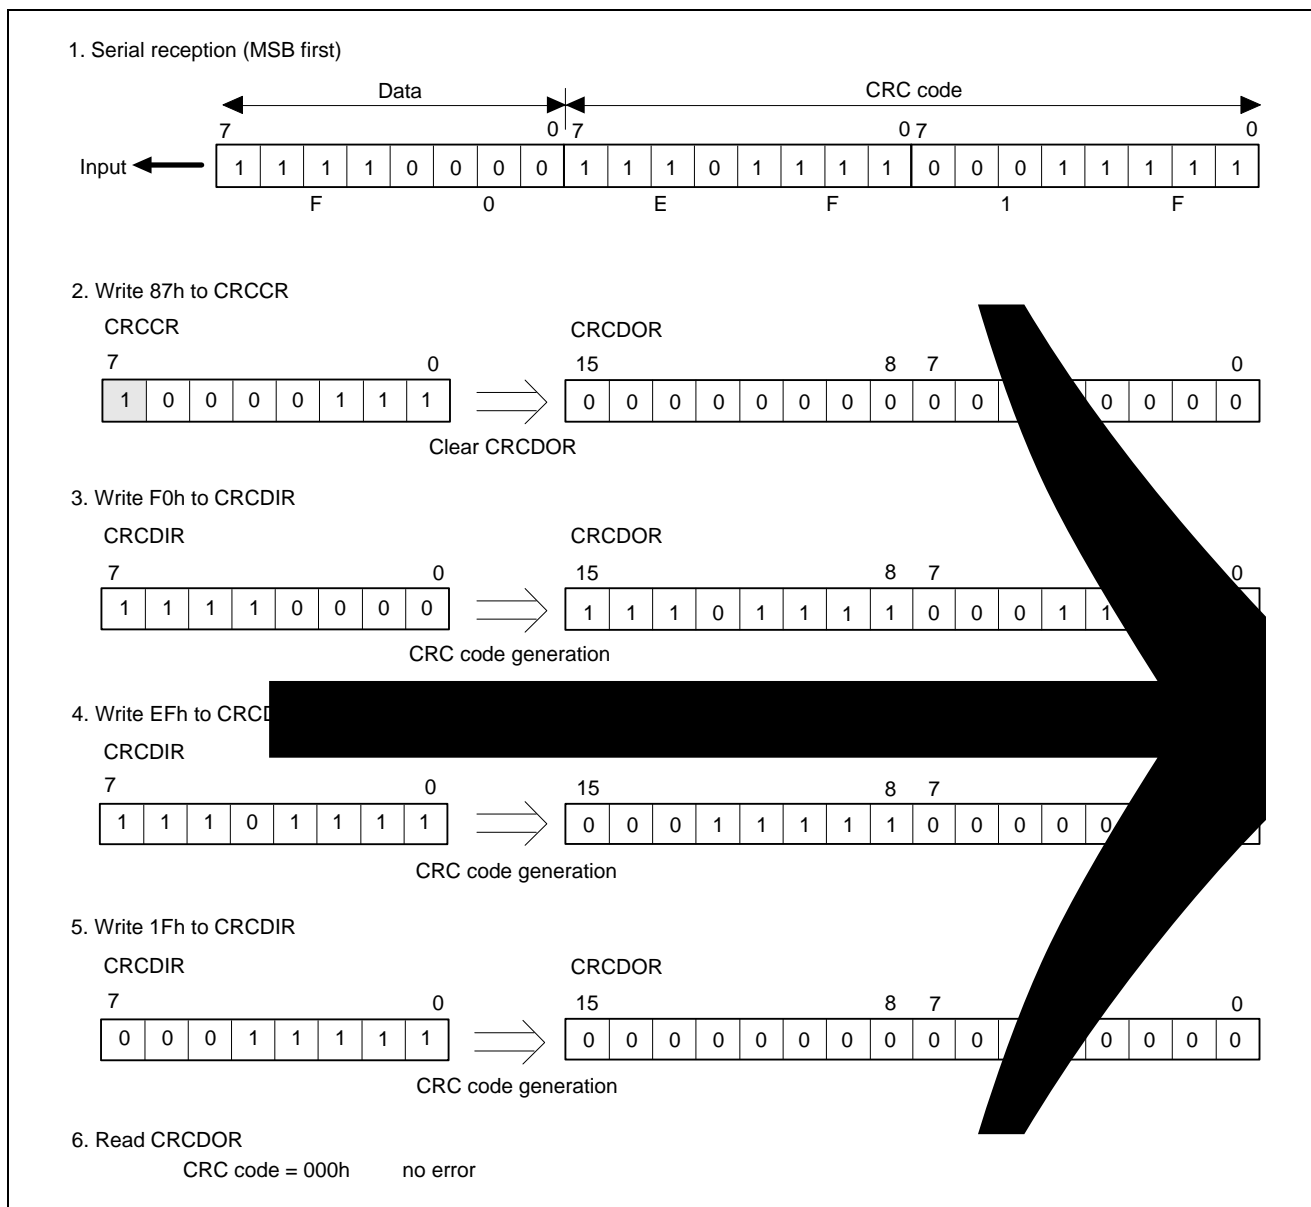 1. Serial reception (MSB first)
Data CRC code
7 0 7 0 7 0
Input 1 1 1 1 0 0 0 0 1 1 1 0 1 1 1 1 0 0 0 1 1 1 1 1
F 0 E F 1 F
2. Write 87h to CRCCR
CRCCR CRCDOR
7 0 15 8 7 0
1 0 0 0 0 1 1 1 0 0 0 0 0 0 0 0 0 0 0 0 0 0
Clear CRCDOR
3. Write F0h to CRCDIR
CRCDIR CRCDOR
7 0 15 8 7 0
1 1 1 1 0 0 0 0 1 1 1 0 1 1 1 1 0 0 0 1 1
CRC code generation
4. Write EFh to
CRCDIR
7 0 15 8 7
1 1 1 0 1 1 1 1 0 0 0 1 1 1 1 1 0 0 0 0 0
CRC code generation
5. Write 1Fh to CRCDIR
CRCDIR CRCDOR
7 0 15 8 7 0
0 0 0 1 1 1 1 1 0 0 0 0 0 0 0 0 0 0 0 0 0 0
CRC code generation
6. Read CRCDOR
CRC code = 000h no error